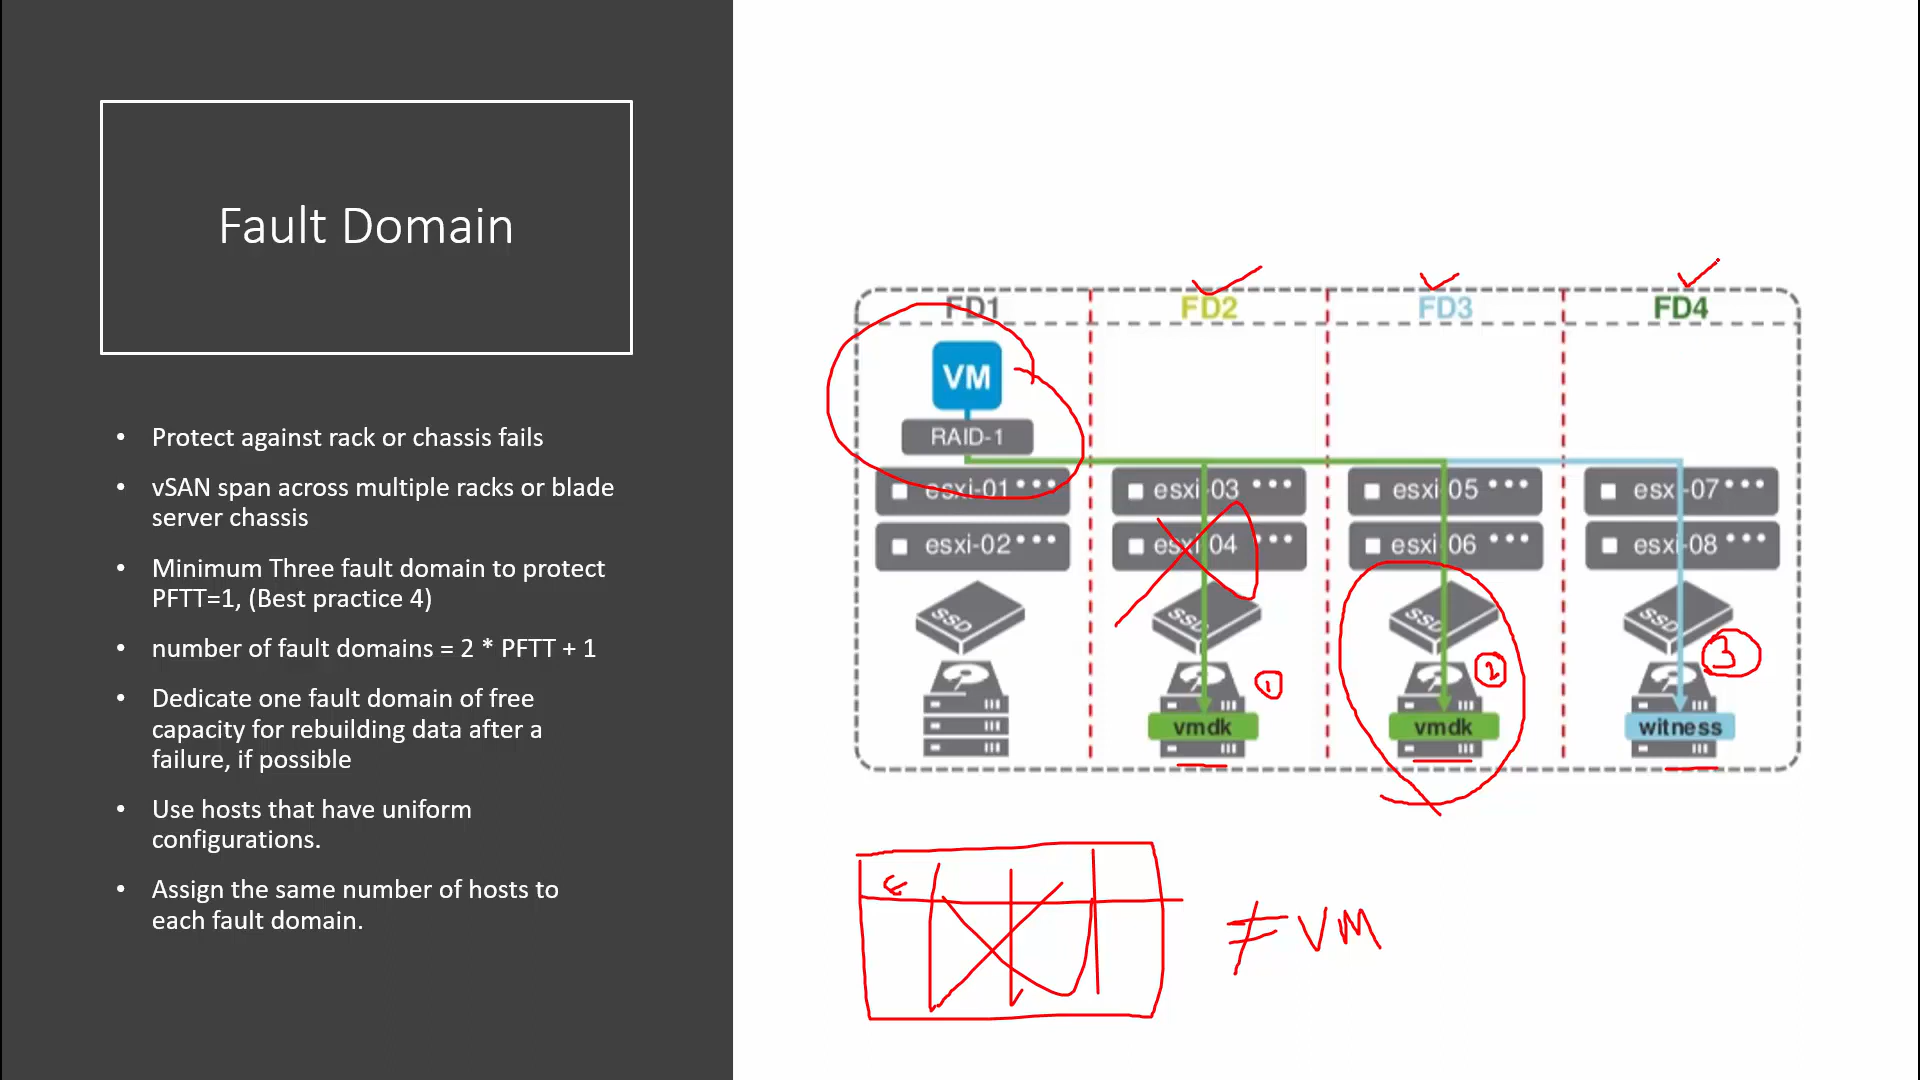 Fault Domain
• Protect against rack or chassis fails
• vSAN span across multiple racks or blade
server chassis
• Minimum Three fault domain to protect
PFTT=1, (Best practice 4)
• number of fault domains = 2 * PFTT + 1
• Dedicate one fault domain of free
capacity for rebuilding data after a
failure, if possible
• Use hosts that have uniform
configurations.
• Assign the same number of hosts to
each fault domain.
FD1 FD2 FD3 FD4
VM
RAID-1
esxi-01 esxi-03 esxi-05 esxi-07
esxi-02 esxi-04 esxi-06 esxi-08
SSD SSD SSD SSD
1 2 3
vmdk vmdk witness
≠ VM